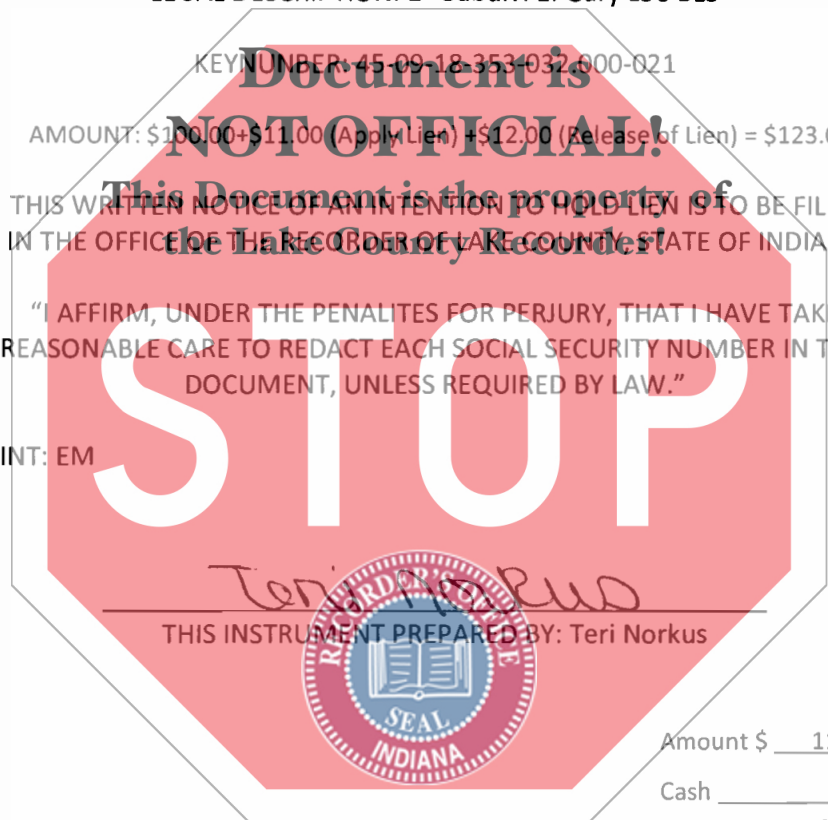 KEYNUNBER: 45-09-18-353-032.000-021
Document is
AMOUNT: $100.00+$11.00 (Apply Lien) +$12.00 (Release of Lien) = $123.
NOT OFFICIAL!
This Document is the property of
THIS WRITTEN NOTICE OF AN INTENTION TO HOLD LIEN IS TO BE FIL
the Lake County Recorder!
IN THE OFFICE OF THE RECORDER OF LAKE COUNTY, STATE OF INDIA
"I AFFIRM, UNDER THE PENALITES FOR PERJURY, THAT I HAVE TAK
REASONABLE CARE TO REDACT EACH SOCIAL SECURITY NUMBER IN T
DOCUMENT, UNLESS REQUIRED BY LAW."
STOP
INT: EM
Teri Norkus
THIS INSTRUMENT PREPARED BY: Teri Norkus
RECORDER'S OFFICE
SEAL
INDIANA
Amount $ 11
Cash